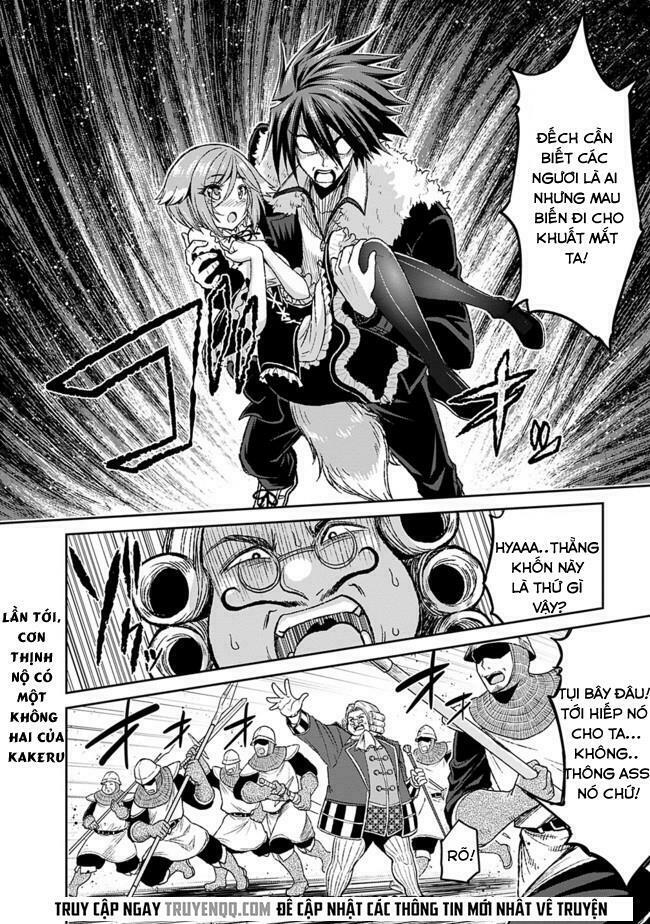 ĐẾCH CẦN
BIẾT CÁC
NGƯƠI LÀ AI
NHƯNG MAU
BIẾN ĐI CHO
KHUẤT MẮT
TA!
ゴゴ
HYAAA..THẰNG
KHỐN NÀY
LÀ THỨ GÌ
VẬY?
LẦN TỚI,
CƠN
THỊNH
NỘ CÓ
MỘT
KHÔNG
HAI CỦA
KAKERU
TỤI BÂY ĐÂU!
TỚI HIẾP NÓ
CHO TA...
KHÔNG..
THÔNG ASS
NÓ CHỨ!
RÕ!
TRUY CẬP NGAY TRUYENQQ.COM ĐỂ CẬP NHẬT CÁC THÔNG TIN MỚI NHẤT VỀ TRUYỆN